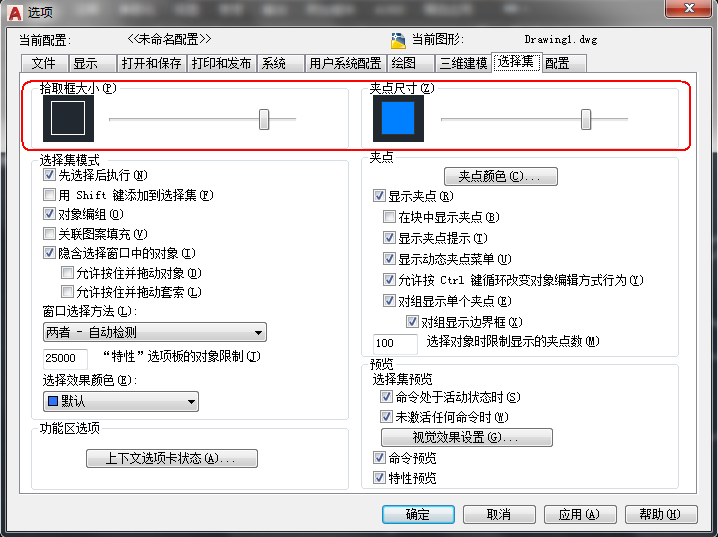 选项
当前配置: <<未命名配置>> 当前图形: Drawing1.dwg
文件 显示 打开和保存 打印和发布 系统 用户系统配置 绘图 三维建模 选择集 配置
拾取框大小(P)
夹点尺寸(Z)
选择集模式
先选择后执行(N)
用 Shift 键添加到选择集(F)
对象编组(O)
关联图案填充(V)
隐含选择窗口中的对象(I)
允许按住并拖动对象(D)
允许按住并拖动套索(L)
窗口选择方法(L):
两者 - 自动检测
25000 “特性”选项板的对象限制(J)
选择效果颜色(E):
默认
功能区选项
上下文选项卡状态(A)...
夹点
夹点颜色(C)...
显示夹点(R)
在块中显示夹点(B)
显示夹点提示(T)
显示动态夹点菜单(U)
允许按 Ctrl 键循环改变对象编辑方式行为(Y)
对组显示单个夹点(E)
对组显示边界框(X)
100 选择对象时限制显示的夹点数(M)
预览
选择集预览
命令处于活动状态时(S)
未激活任何命令时(W)
视觉效果设置(G)...
命令预览
特性预览
确定 取消 应用(A) 帮助(H)